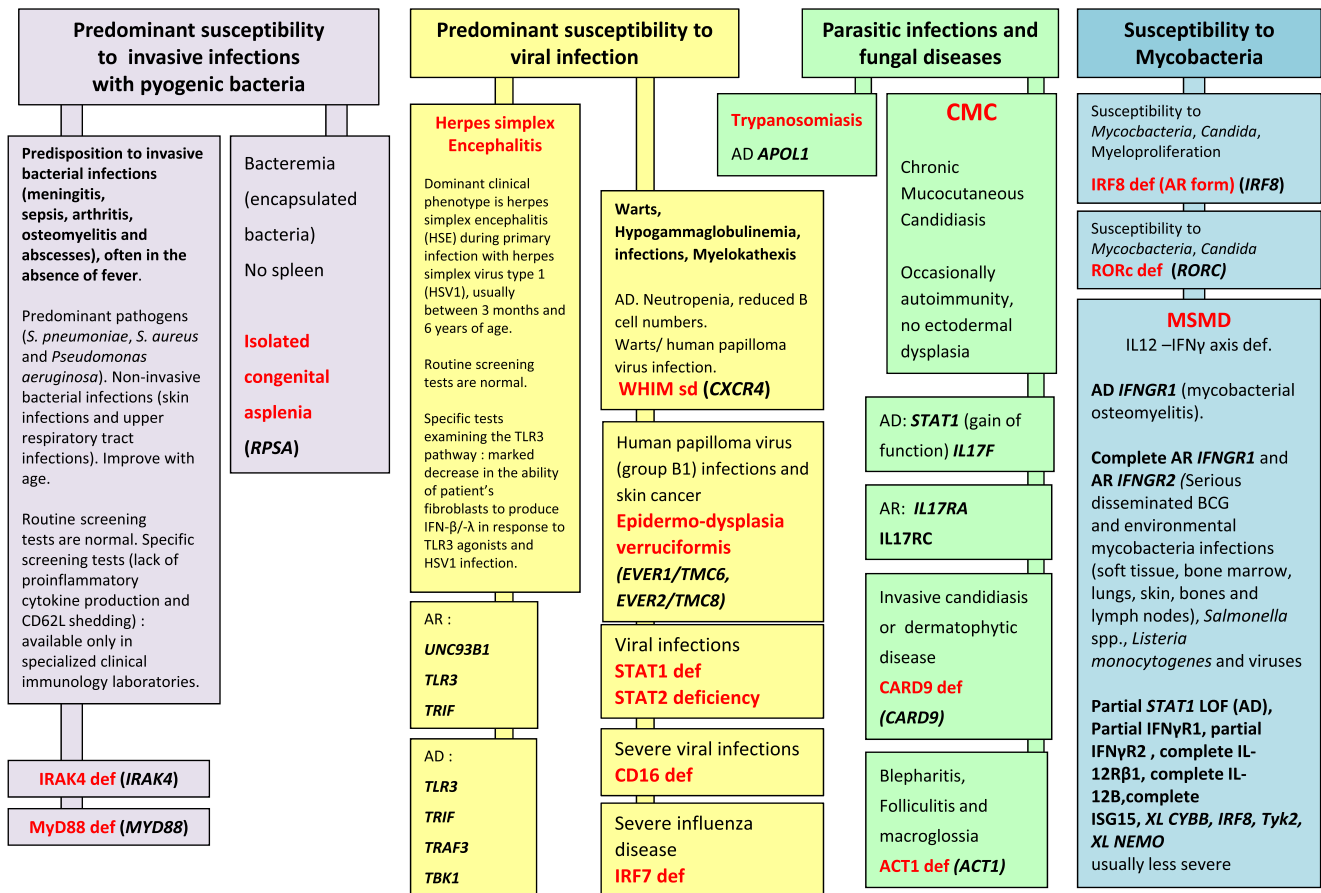 Predominant susceptibility
to invasive infections
with pyogenic bacteria
Predisposition to invasive
bacterial infections
(meningitis,
sepsis, arthritis,
osteomyelitis and
abscesses), often in the
absence of fever.
Predominant pathogens
(S. pneumoniae, S. aureus
and Pseudomonas
aeruginosa). Non-invasive
bacterial infections (skin
infections and upper
respiratory tract
infections). Improve with
age.
Routine screening
tests are normal. Specific
screening tests (lack of
proinflammatory
cytokine production and
CD62L shedding) :
available only in
specialized clinical
immunology laboratories.
IRAK4 def (IRAK4)
MyD88 def (MYD88)
Bacteremia
(encapsulated
bacteria)
No spleen
Isolated
congenital
asplenia
(RPSA)
Predominant susceptibility to
viral infection
Herpes simplex
Encephalitis
Dominant clinical
phenotype is herpes
simplex encephalitis
(HSE) during primary
infection with herpes
simplex virus type 1
(HSV1), usually
between 3 months and
6 years of age.
Routine screening
tests are normal.
Specific tests
examining the TLR3
pathway : marked
decrease in the ability
of patient's
fibroblasts to produce
IFN-β/-λ in response to
TLR3 agonists and
HSV1 infection.
AR :
UNC93B1
TLR3
TRIF
AD :
TLR3
TRIF
TRAF3
TBK1
Warts,
Hypogammaglobulinemia,
infections, Myelokathexis
AD. Neutropenia, reduced B
cell numbers.
Warts/ human papilloma
virus infection.
WHIM sd (CXCR4)
Human papilloma virus
(group B1) infections and
skin cancer
Epidermo-dysplasia
verruciformis
(EVER1/TMC6,
EVER2/TMC8)
Viral infections
STAT1 def
STAT2 deficiency
Severe viral infections
CD16 def
Severe influenza
disease
IRF7 def
Parasitic infections and
fungal diseases
Trypanosomiasis
AD APOL1
CMC
Chronic
Mucocutaneous
Candidiasis
Occasionally
autoimmunity,
no ectodermal
dysplasia
AD: STAT1 (gain of
function) IL17F
AR: IL17RA
IL17RC
Invasive candidiasis
or dermatophytic
disease
CARD9 def
(CARD9)
Blepharitis,
Folliculitis and
macroglossia
ACT1 def (ACT1)
Susceptibility to
Mycobacteria
Susceptibility to
Mycocbacteria, Candida,
Myeloproliferation
IRF8 def (AR form) (IRF8)
Susceptibility to
Mycocbacteria, Candida
RORc def (RORC)
MSMD
IL12 –IFNγ axis def.
AD IFNGR1 (mycobacterial
osteomyelitis).
Complete AR IFNGR1 and
AR IFNGR2 (Serious
disseminated BCG
and environmental
mycobacteria infections
(soft tissue, bone marrow,
lungs, skin, bones and
lymph nodes), Salmonella
spp., Listeria
monocytogenes and viruses
Partial STAT1 LOF (AD),
Partial IFNγR1, partial
IFNγR2 , complete IL-
12Rβ1, complete IL-
12B,complete
ISG15, XL CYBB, IRF8, Tyk2,
XL NEMO
usually less severe